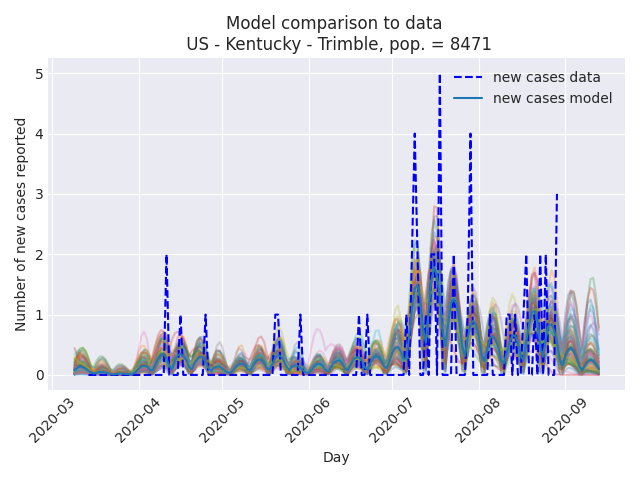 Model comparison to data
US - Kentucky - Trimble, pop. = 8471
new cases data
new cases model
Number of new cases reported
5
4
3
2
1
0
2020-03
2020-04
2020-05
2020-06
2020-07
2020-08
2020-09
Day